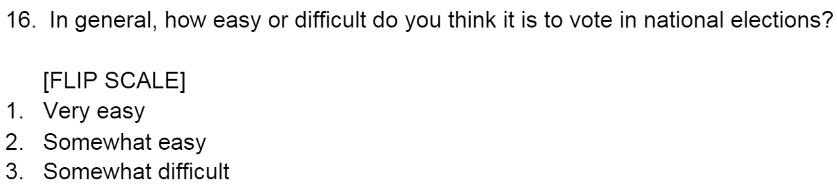 16. In general, how easy or difficult do you think it is to vote in national elections?
[FLIP SCALE]
1. Very easy
2. Somewhat easy
3. Somewhat difficult